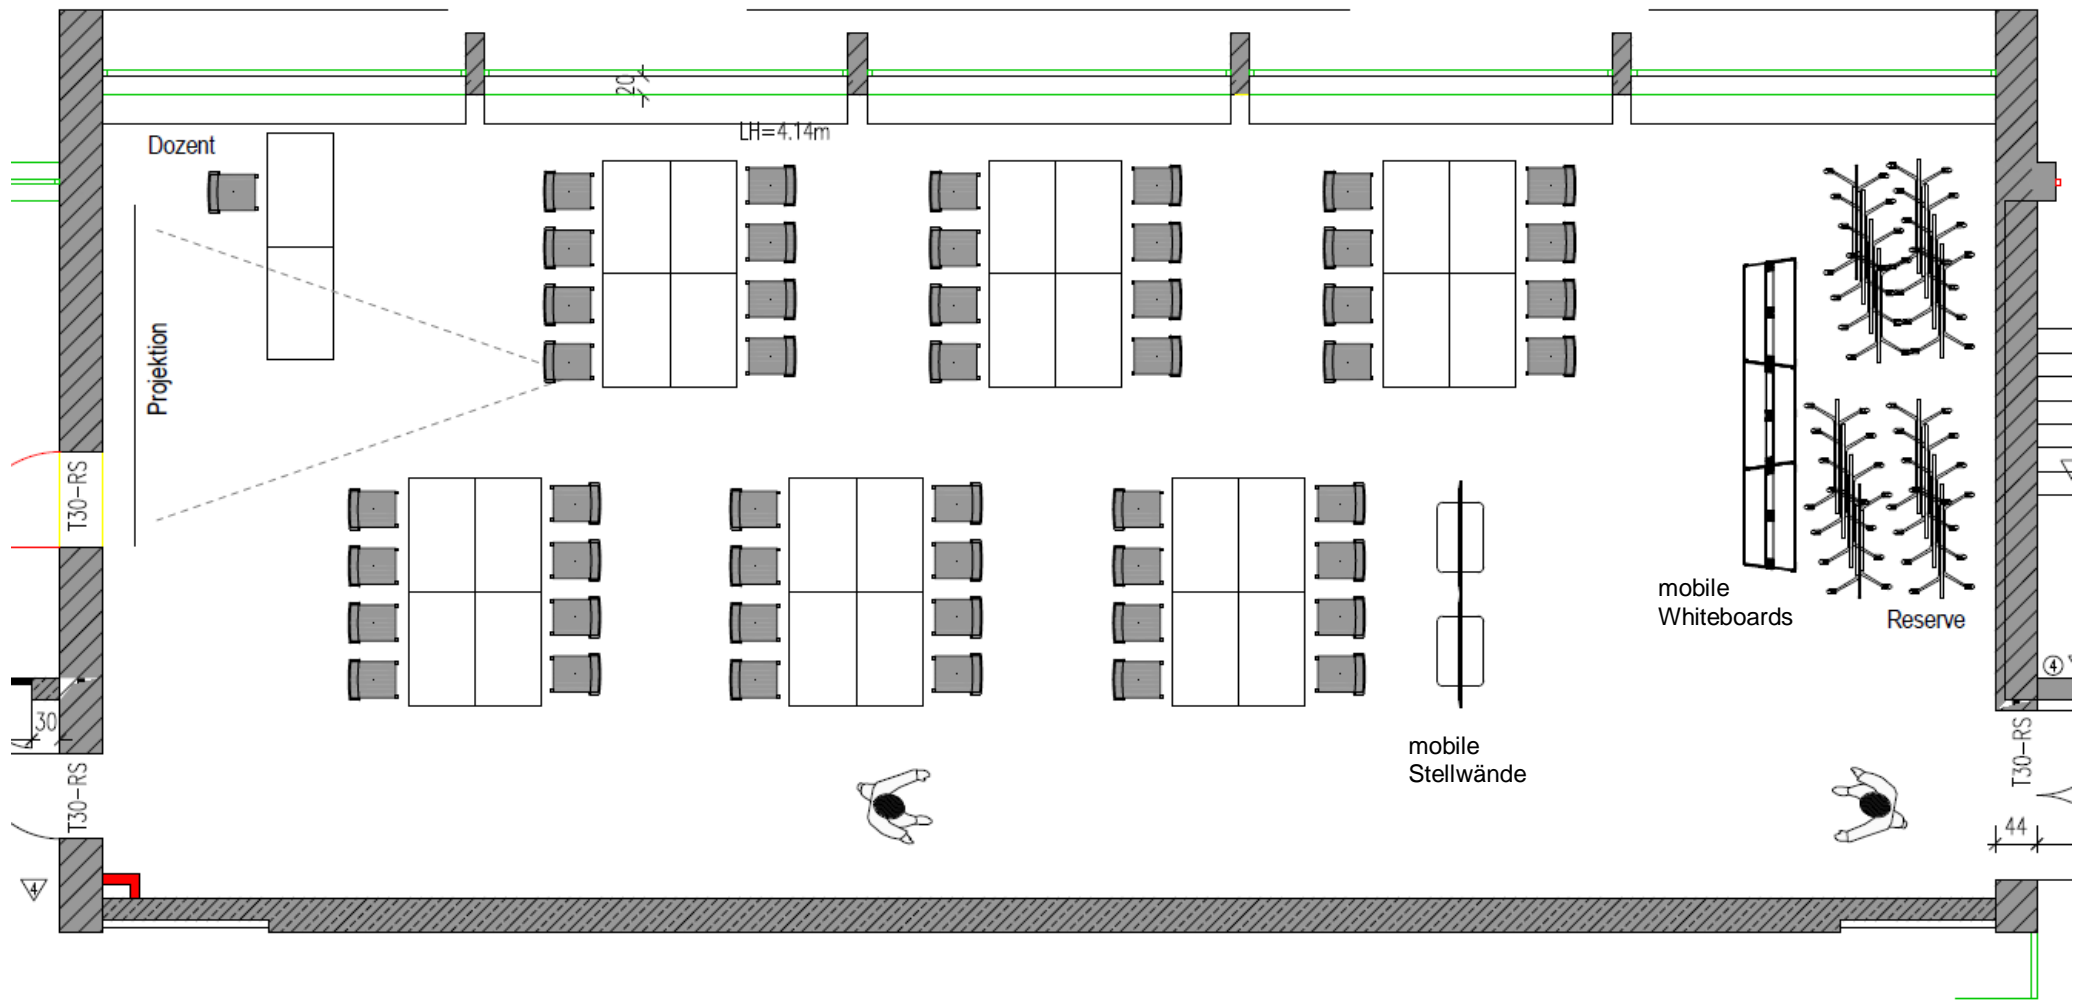 20
LH=4.14m
Dozent
Projektion
T30-RS
mobile
Whiteboards
Reserve
4
30
mobile
Stellwände
T30-RS
T30-RS
44
4